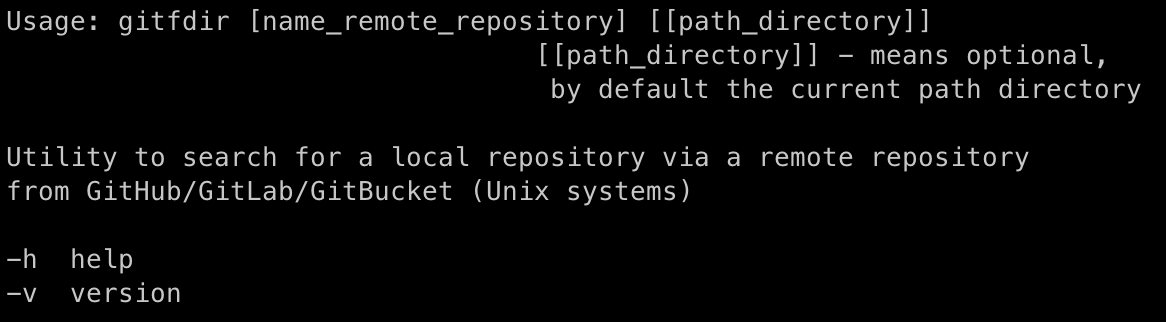 Usage: gitfdir [name_remote_repository] [[path_directory]]
[[path_directory]] - means optional,
by default the current path directory
Utility to search for a local repository via a remote repository
from GitHub/GitLab/GitBucket (Unix systems)
-h  help
-v  version